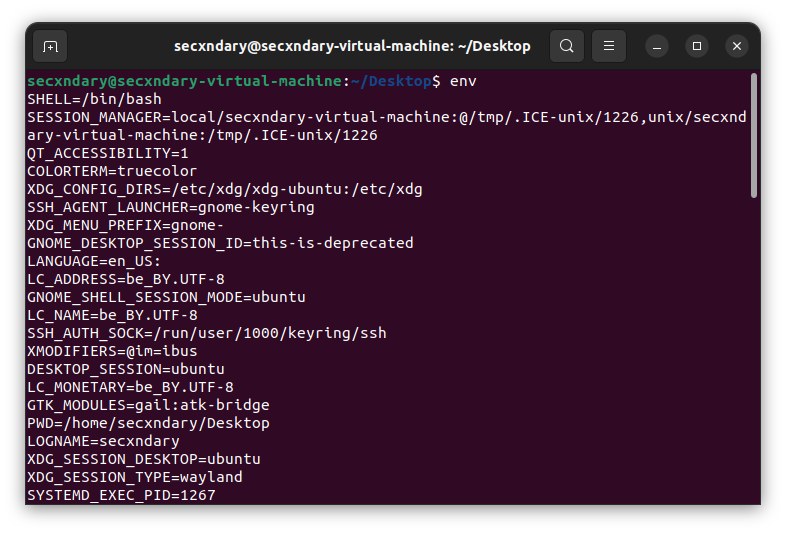 secxndary@secxndary-virtual-machine: ~/Desktop
secxndary@secxndary-virtual-machine:~/Desktop$ env
SHELL=/bin/bash
SESSION_MANAGER=local/secxndary-virtual-machine:@/tmp/.ICE-unix/1226,unix/secxnd
ary-virtual-machine:/tmp/.ICE-unix/1226
QT_ACCESSIBILITY=1
COLORTERM=truecolor
XDG_CONFIG_DIRS=/etc/xdg/xdg-ubuntu:/etc/xdg
SSH_AGENT_LAUNCHER=gnome-keyring
XDG_MENU_PREFIX=gnome-
GNOME_DESKTOP_SESSION_ID=this-is-deprecated
LANGUAGE=en_US:
LC_ADDRESS=be_BY.UTF-8
GNOME_SHELL_SESSION_MODE=ubuntu
LC_NAME=be_BY.UTF-8
SSH_AUTH_SOCK=/run/user/1000/keyring/ssh
XMODIFIERS=@im=ibus
DESKTOP_SESSION=ubuntu
LC_MONETARY=be_BY.UTF-8
GTK_MODULES=gail:atk-bridge
PWD=/home/secxndary/Desktop
LOGNAME=secxndary
XDG_SESSION_DESKTOP=ubuntu
XDG_SESSION_TYPE=wayland
SYSTEMD_EXEC_PID=1267